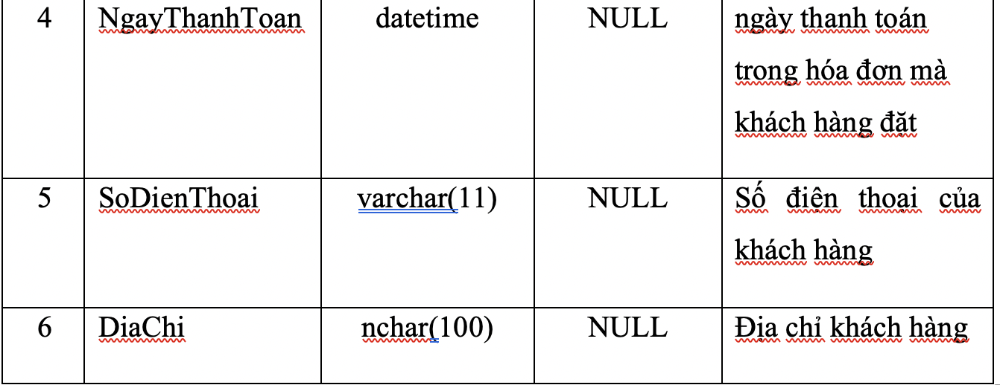 4 NgayThanhToan datetime NULL ngày thanh toán
trong hóa đơn mà
khách hàng đặt
5 SoDienThoai varchar(11) NULL Số điện thoại của
khách hàng
6 DiaChi nchar(100) NULL Địa chỉ khách hàng